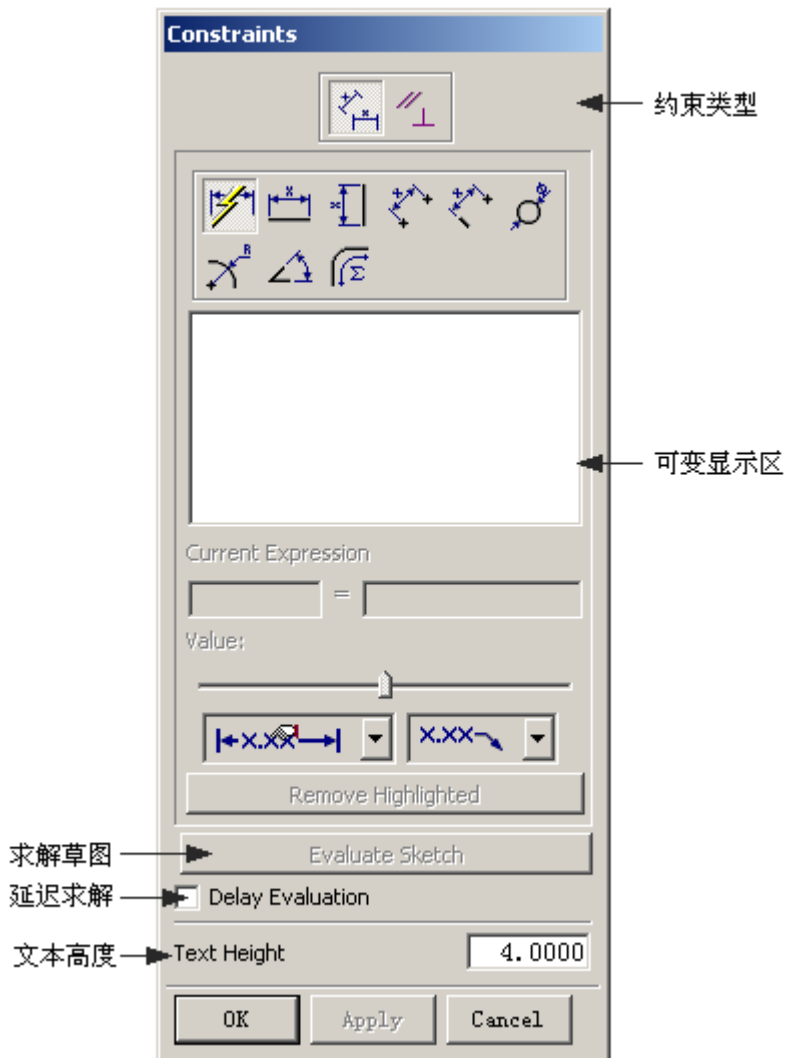 Constraints
约束类型
可变显示区
Current Expression
=
Value:
x.xx
x.xx
Remove Highlighted
求解草图
Evaluate Sketch
延迟求解
Delay Evaluation
文本高度
Text Height
4.0000
OK
Apply
Cancel